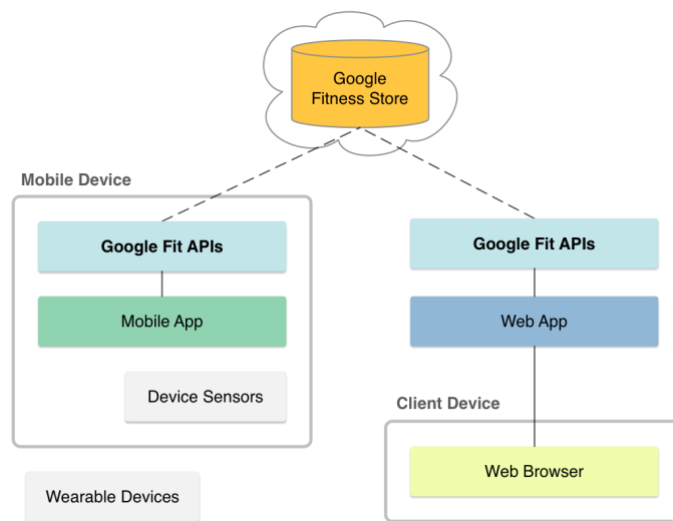 Google
Fitness Store
Mobile Device
Google Fit APIs
Google Fit APIs
Mobile App
Web App
Device Sensors
Client Device
Web Browser
Wearable Devices